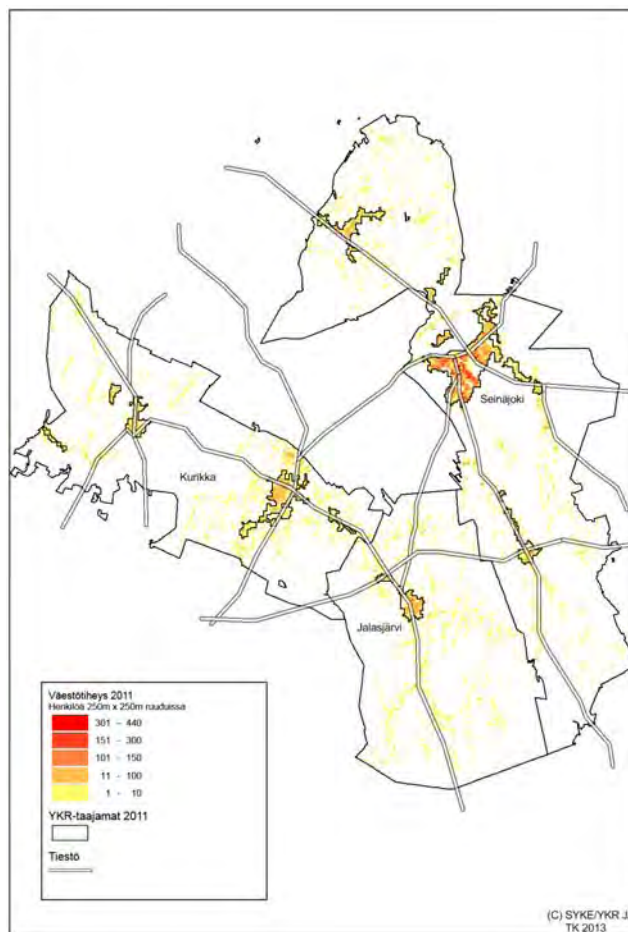 Seinäjoki
Kurikka
Jalasjärvi
Väestötiheys 2011
Henkilöä 250m x 250m ruuduissa
301 - 440
151 - 300
101 - 150
11 - 100
1 - 10
YKR-taajamat 2011
Tiestö
(C) SYKE/YKR J
TK 2013